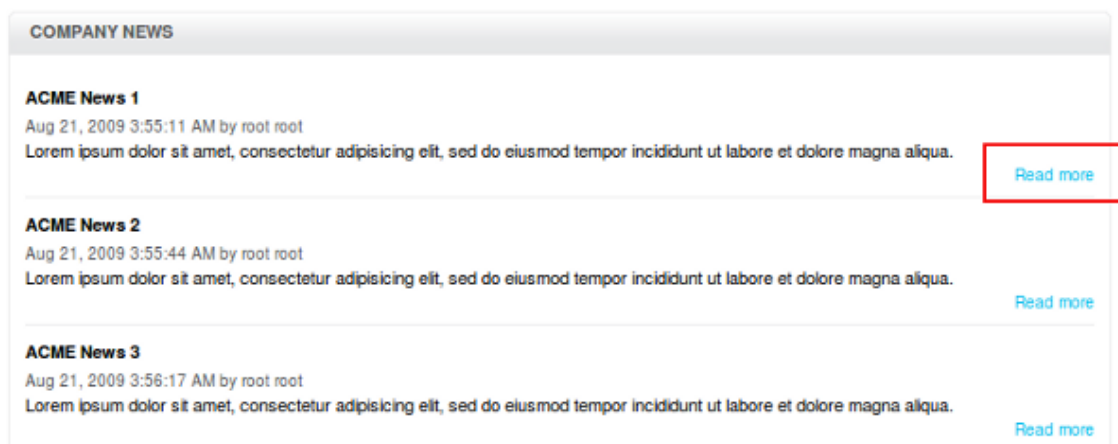 COMPANY NEWS
ACME News 1
Aug 21, 2009 3:55:11 AM by root root
Lorem ipsum dolor sit amet, consectetur adipisicing elit, sed do eiusmod tempor incididunt ut labore et dolore magna aliqua.
Read more
ACME News 2
Aug 21, 2009 3:55:44 AM by root root
Lorem ipsum dolor sit amet, consectetur adipisicing elit, sed do eiusmod tempor incididunt ut labore et dolore magna aliqua.
Read more
ACME News 3
Aug 21, 2009 3:56:17 AM by root root
Lorem ipsum dolor sit amet, consectetur adipisicing elit, sed do eiusmod tempor incididunt ut labore et dolore magna aliqua.
Read more